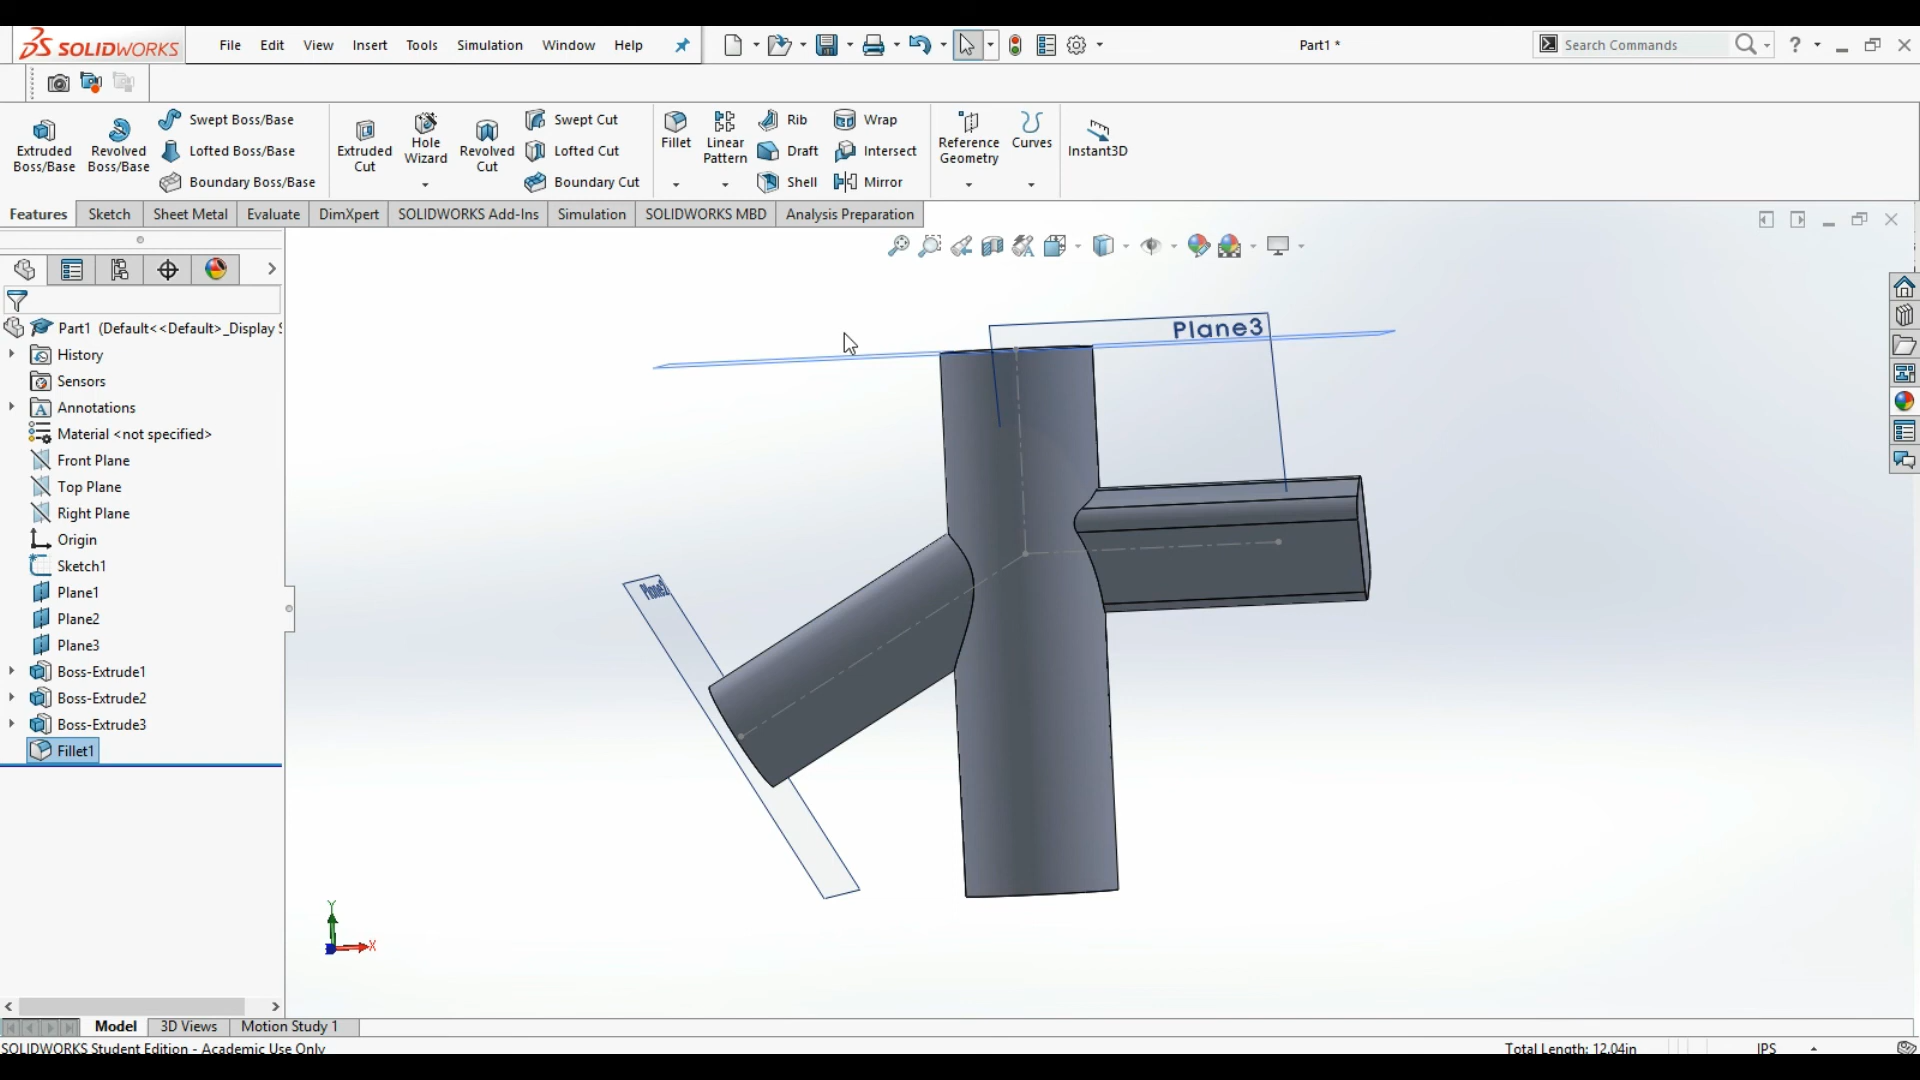 SOLIDWORKS
File Edit View Insert Tools Simulation Window Help
Part1 *
Search Commands
?
Extruded Boss/Base
Revolved Boss/Base
Swept Boss/Base
Lofted Boss/Base
Boundary Boss/Base
Extruded Cut
Hole Wizard
Revolved Cut
Swept Cut
Lofted Cut
Boundary Cut
Fillet
Linear Pattern
Rib
Draft
Shell
Wrap
Intersect
Mirror
Reference Geometry
Curves
Instant3D
Features Sketch Sheet Metal Evaluate DimXpert SOLIDWORKS Add-Ins Simulation SOLIDWORKS MBD Analysis Preparation
Part1 (Default<<Default>_Display
History
Sensors
Annotations
Material <not specified>
Front Plane
Top Plane
Right Plane
Origin
Sketch1
Plane1
Plane2
Plane3
Boss-Extrude1
Boss-Extrude2
Boss-Extrude3
Fillet1
Plane3
Plane2
Y
X
Model 3D Views Motion Study 1
SOLIDWORKS Student Edition - Academic Use Only
Total Length: 12.04in IPS